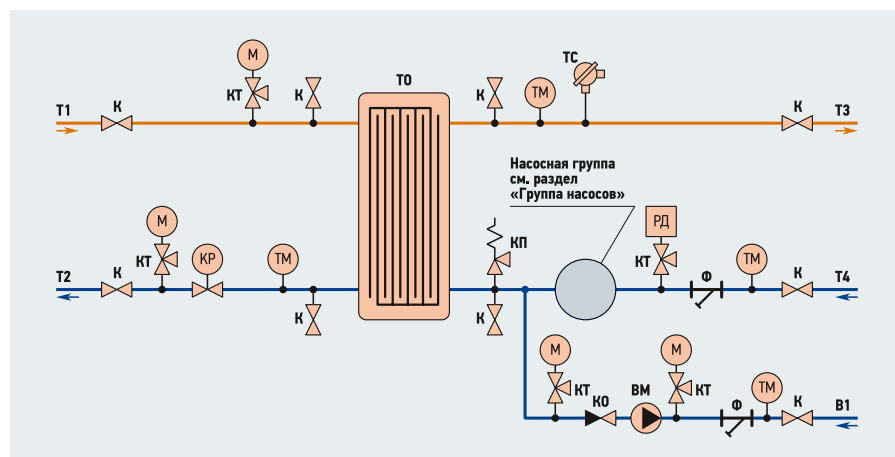 М
КТ
К
ТО
К
ТМ
ТС
Т1
К
К
Т3
Насосная группа
см. раздел
«Группа насосов»
М
КТ
КР
ТМ
КП
РД
КТ
Ф
ТМ
Т2
К
К
Т4
К
К
М
КТ
КО
ВМ
М
КТ
Ф
ТМ
К
В1